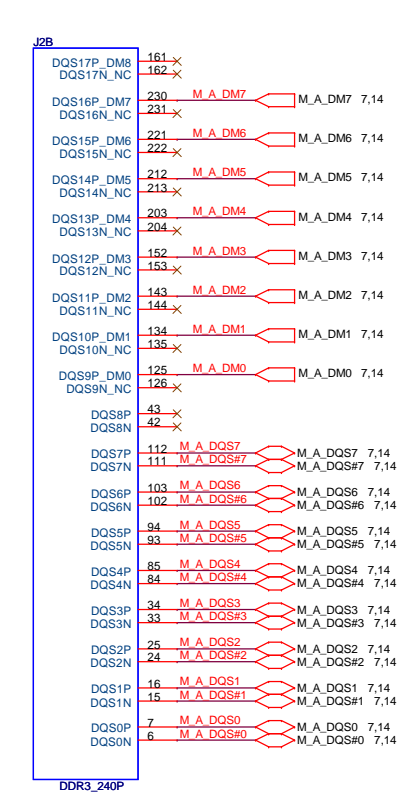 J2B
DQS17P_DM8 161
DQS17N_NC 162
DQS16P_DM7 230 M_A_DM7 M_A_DM7 7,14
DQS16N_NC 231
DQS15P_DM6 221 M_A_DM6 M_A_DM6 7,14
DQS15N_NC 222
DQS14P_DM5 212 M_A_DM5 M_A_DM5 7,14
DQS14N_NC 213
DQS13P_DM4 203 M_A_DM4 M_A_DM4 7,14
DQS13N_NC 204
DQS12P_DM3 152 M_A_DM3 M_A_DM3 7,14
DQS12N_NC 153
DQS11P_DM2 143 M_A_DM2 M_A_DM2 7,14
DQS11N_NC 144
DQS10P_DM1 134 M_A_DM1 M_A_DM1 7,14
DQS10N_NC 135
DQS9P_DM0 125 M_A_DM0 M_A_DM0 7,14
DQS9N_NC 126
DQS8P 43
DQS8N 42
DQS7P 112 M_A_DQS7 M_A_DQS7 7,14
DQS7N 111 M_A_DQS#7 M_A_DQS#7 7,14
DQS6P 103 M_A_DQS6 M_A_DQS6 7,14
DQS6N 102 M_A_DQS#6 M_A_DQS#6 7,14
DQS5P 94 M_A_DQS5 M_A_DQS5 7,14
DQS5N 93 M_A_DQS#5 M_A_DQS#5 7,14
DQS4P 85 M_A_DQS4 M_A_DQS4 7,14
DQS4N 84 M_A_DQS#4 M_A_DQS#4 7,14
DQS3P 34 M_A_DQS3 M_A_DQS3 7,14
DQS3N 33 M_A_DQS#3 M_A_DQS#3 7,14
DQS2P 25 M_A_DQS2 M_A_DQS2 7,14
DQS2N 24 M_A_DQS#2 M_A_DQS#2 7,14
DQS1P 16 M_A_DQS1 M_A_DQS1 7,14
DQS1N 15 M_A_DQS#1 M_A_DQS#1 7,14
DQS0P 7 M_A_DQS0 M_A_DQS0 7,14
DQS0N 6 M_A_DQS#0 M_A_DQS#0 7,14
DDR3_240P